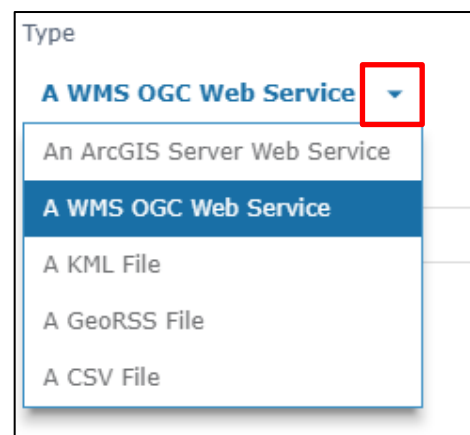 Type
A WMS OGC Web Service
An ArcGIS Server Web Service
A WMS OGC Web Service
A KML File
A GeoRSS File
A CSV File